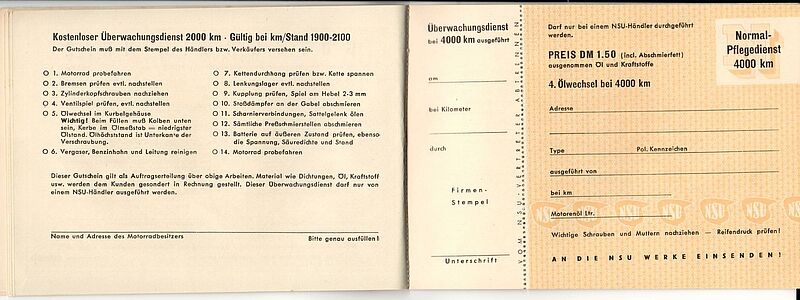 Kostenloser Überwachungsdienst 2000 km · Gültig bei km/Stand 1900-2100
Der Gutschein muß mit dem Stempel des Händlers bzw. Verkäufers versehen sein.
1. Motorrad probefahren
2. Bremsen prüfen evtl. nachstellen
3. Zylinderkopfschrauben nachziehen
4. Ventilspiel prüfen, evtl. nachstellen
5. Ölwechsel im Kurbelgehäuse
Wichtig! Beim Füllen muß Kolben unten
sein, Kerbe im Ölmeßstab = niedrigster
Ölstand. Ölhöchststand ist Unterkante der
Verschraubung.
6. Vergaser, Benzinhahn und Leitung reinigen
7. Kettendurchhang prüfen bzw. Kette spannen
8. Lenkungslager evtl. nachstellen
9. Kupplung prüfen, Spiel am Hebel 2-3 mm
10. Stoßdämpfer an der Gabel abschmieren
11. Scharnierverbindungen, Sattelgelenk ölen
12. Sämtliche Preßschmierstellen abschmieren
13. Batterie auf äußeren Zustand prüfen, ebenso
die Spannung, Säuredichte und Stand
14. Motorrad probefahren
Dieser Gutschein gilt als Auftragserteilung über obige Arbeiten. Material wie Dichtungen, Öl, Kraftstoff
usw. werden dem Kunden gesondert in Rechnung gestellt. Dieser Überwachungsdienst darf nur von
einem NSU-Händler ausgeführt werden.
Name und Adresse des Motorradbesitzers
Bitte genau ausfüllen!
Überwachungsdienst
bei 4000 km ausgeführt
am
bei Kilometer
durch
Firmen-
Stempel
Unterschrift
VOM NSU-VERTRETER ABTRENNEN
Darf nur bei einem NSU-Händler durchgeführt
werden.
PREIS DM 1.50 (incl. Abschmierfett)
ausgenommen Öl und Kraftstoffe
4. Ölwechsel bei 4000 km
Normal-
Pflegedienst
4000 km
Adresse
Type
Pol. Kennzeichen
ausgeführt von
bei km
NSU NSU NSU NSU NSU
Motorenöl Ltr.
Wichtige Schrauben und Muttern nachziehen — Reifendruck prüfen!
AN DIE NSU WERKE EINSENDEN!